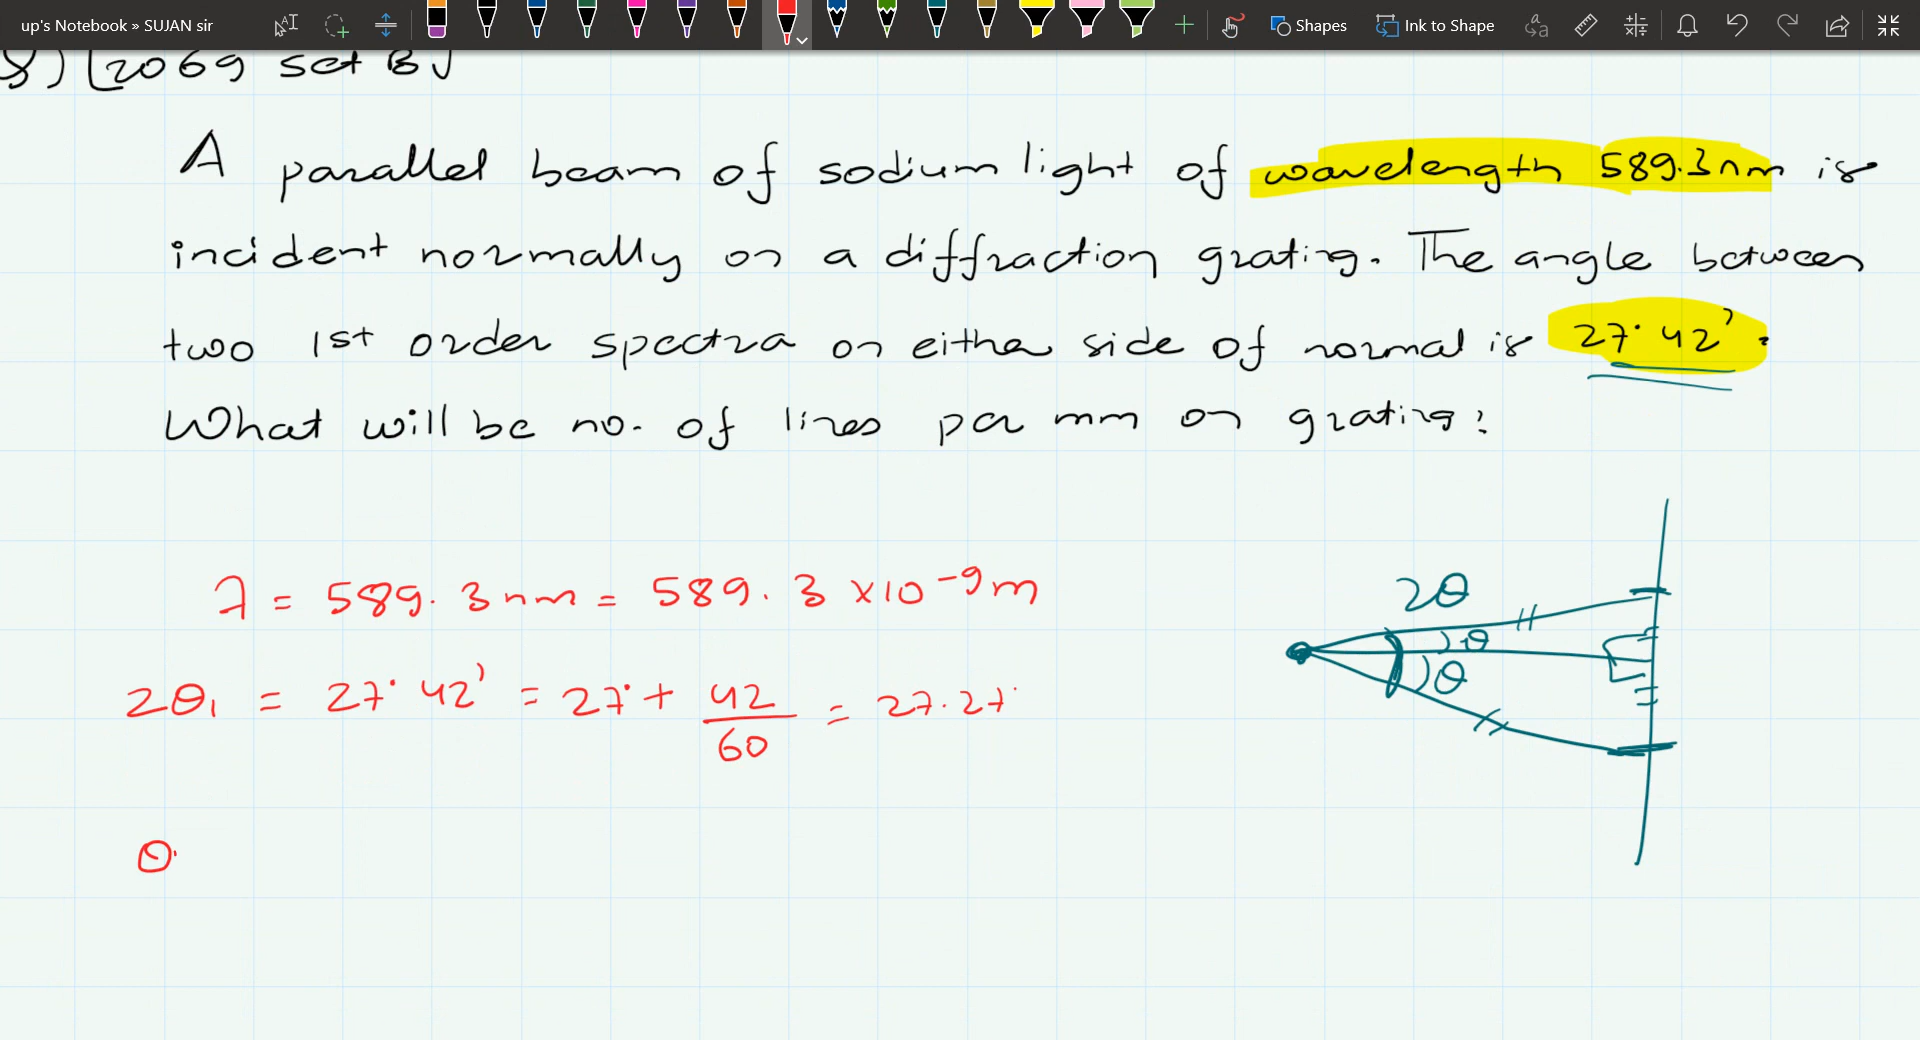 up's Notebook » SUJAN sir
Shapes
Ink to Shape
8) [2069 set B]
A parallel beam of sodium light of wavelength 589.3nm is
incident normally on a diffraction grating. The angle between
two 1st order spectra on either side of normal is 27° 42'.
What will be no. of lines per mm on grating?
λ = 589.3nm = 589.3 ×10⁻⁹m
2θ₁ = 27° 42' = 27° + 42/60 = 27.27°
θ
2θ
θ
θ